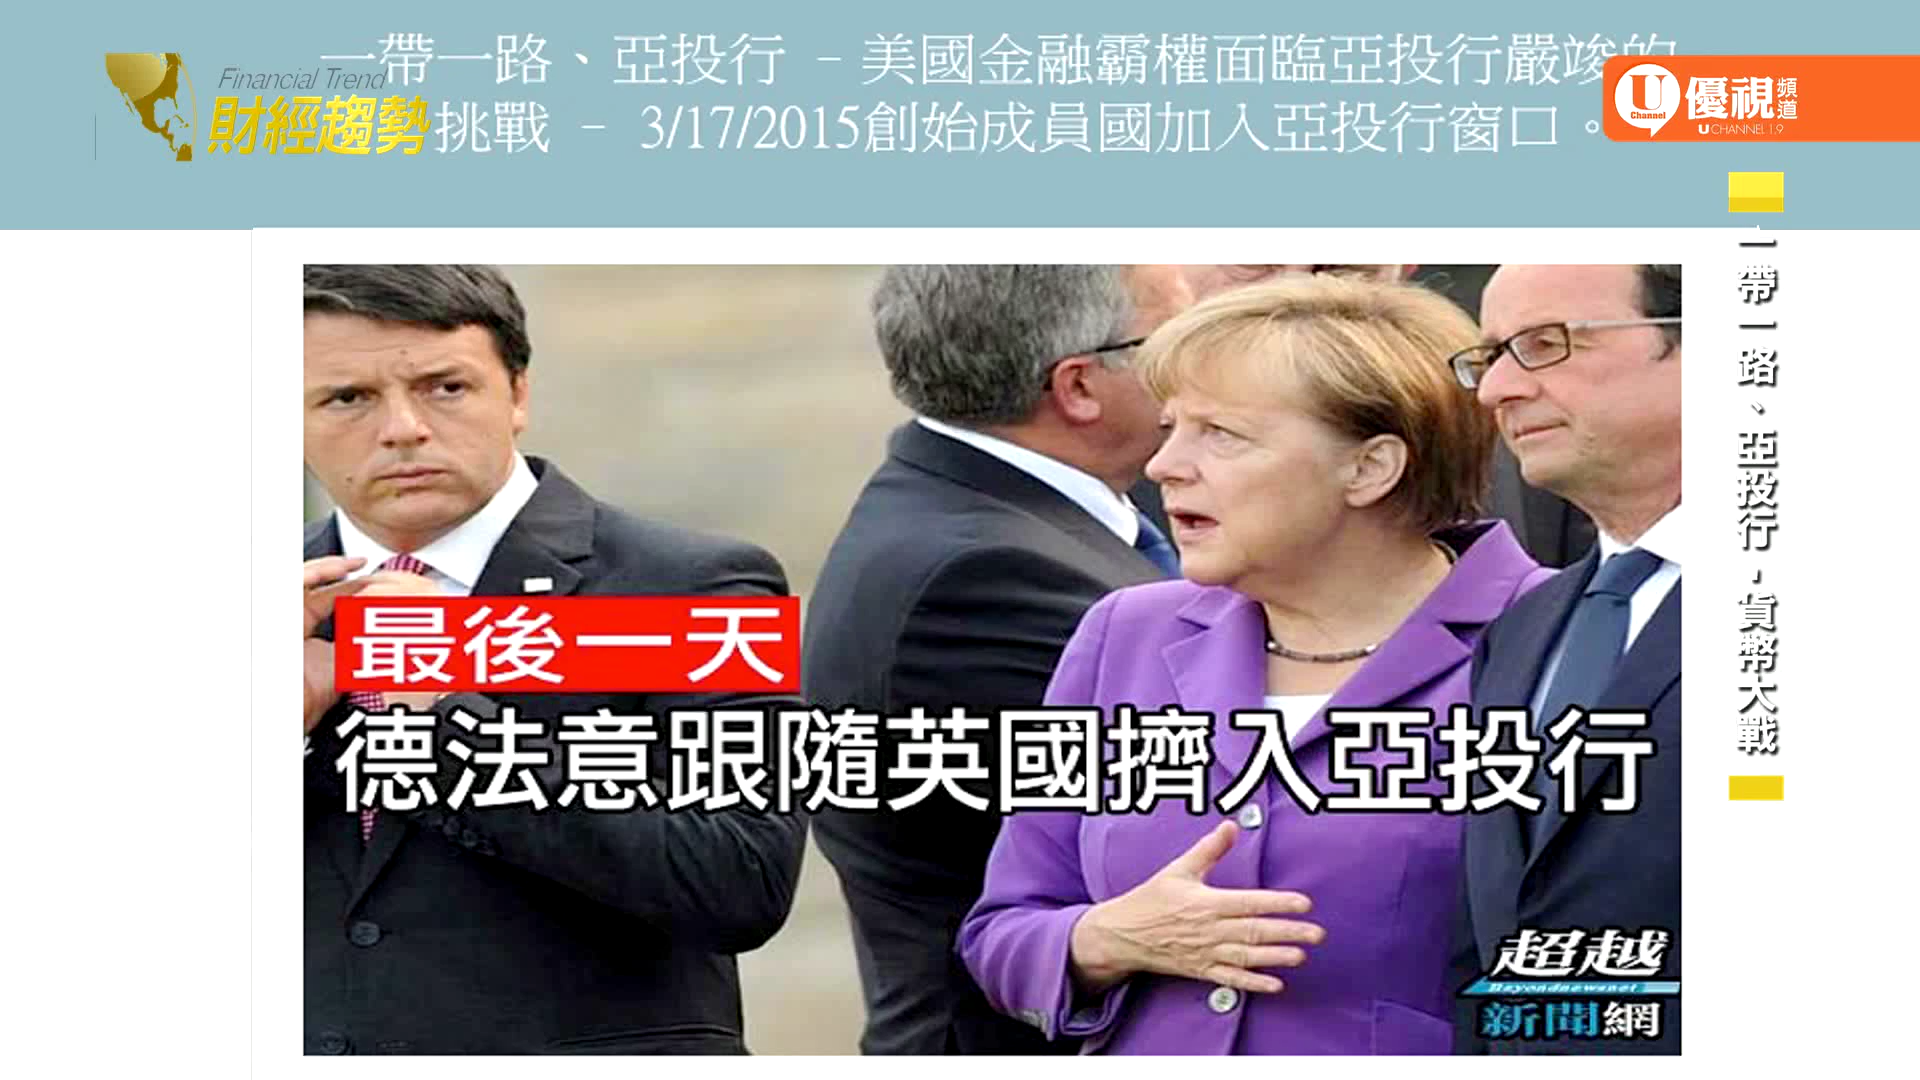 一帶一路、亞投行 – 美國金融霸權面臨亞投行嚴竣的
挑戰 – 3/17/2015創始成員國加入亞投行窗口。
Financial Trend
財經趨勢
U
Channel
優視頻道
U CHANNEL 1.9
一帶一路、亞投行，貨幣大戰
最後一天
德法意跟隨英國擠入亞投行
超越
Beyondnewsnet
新聞網